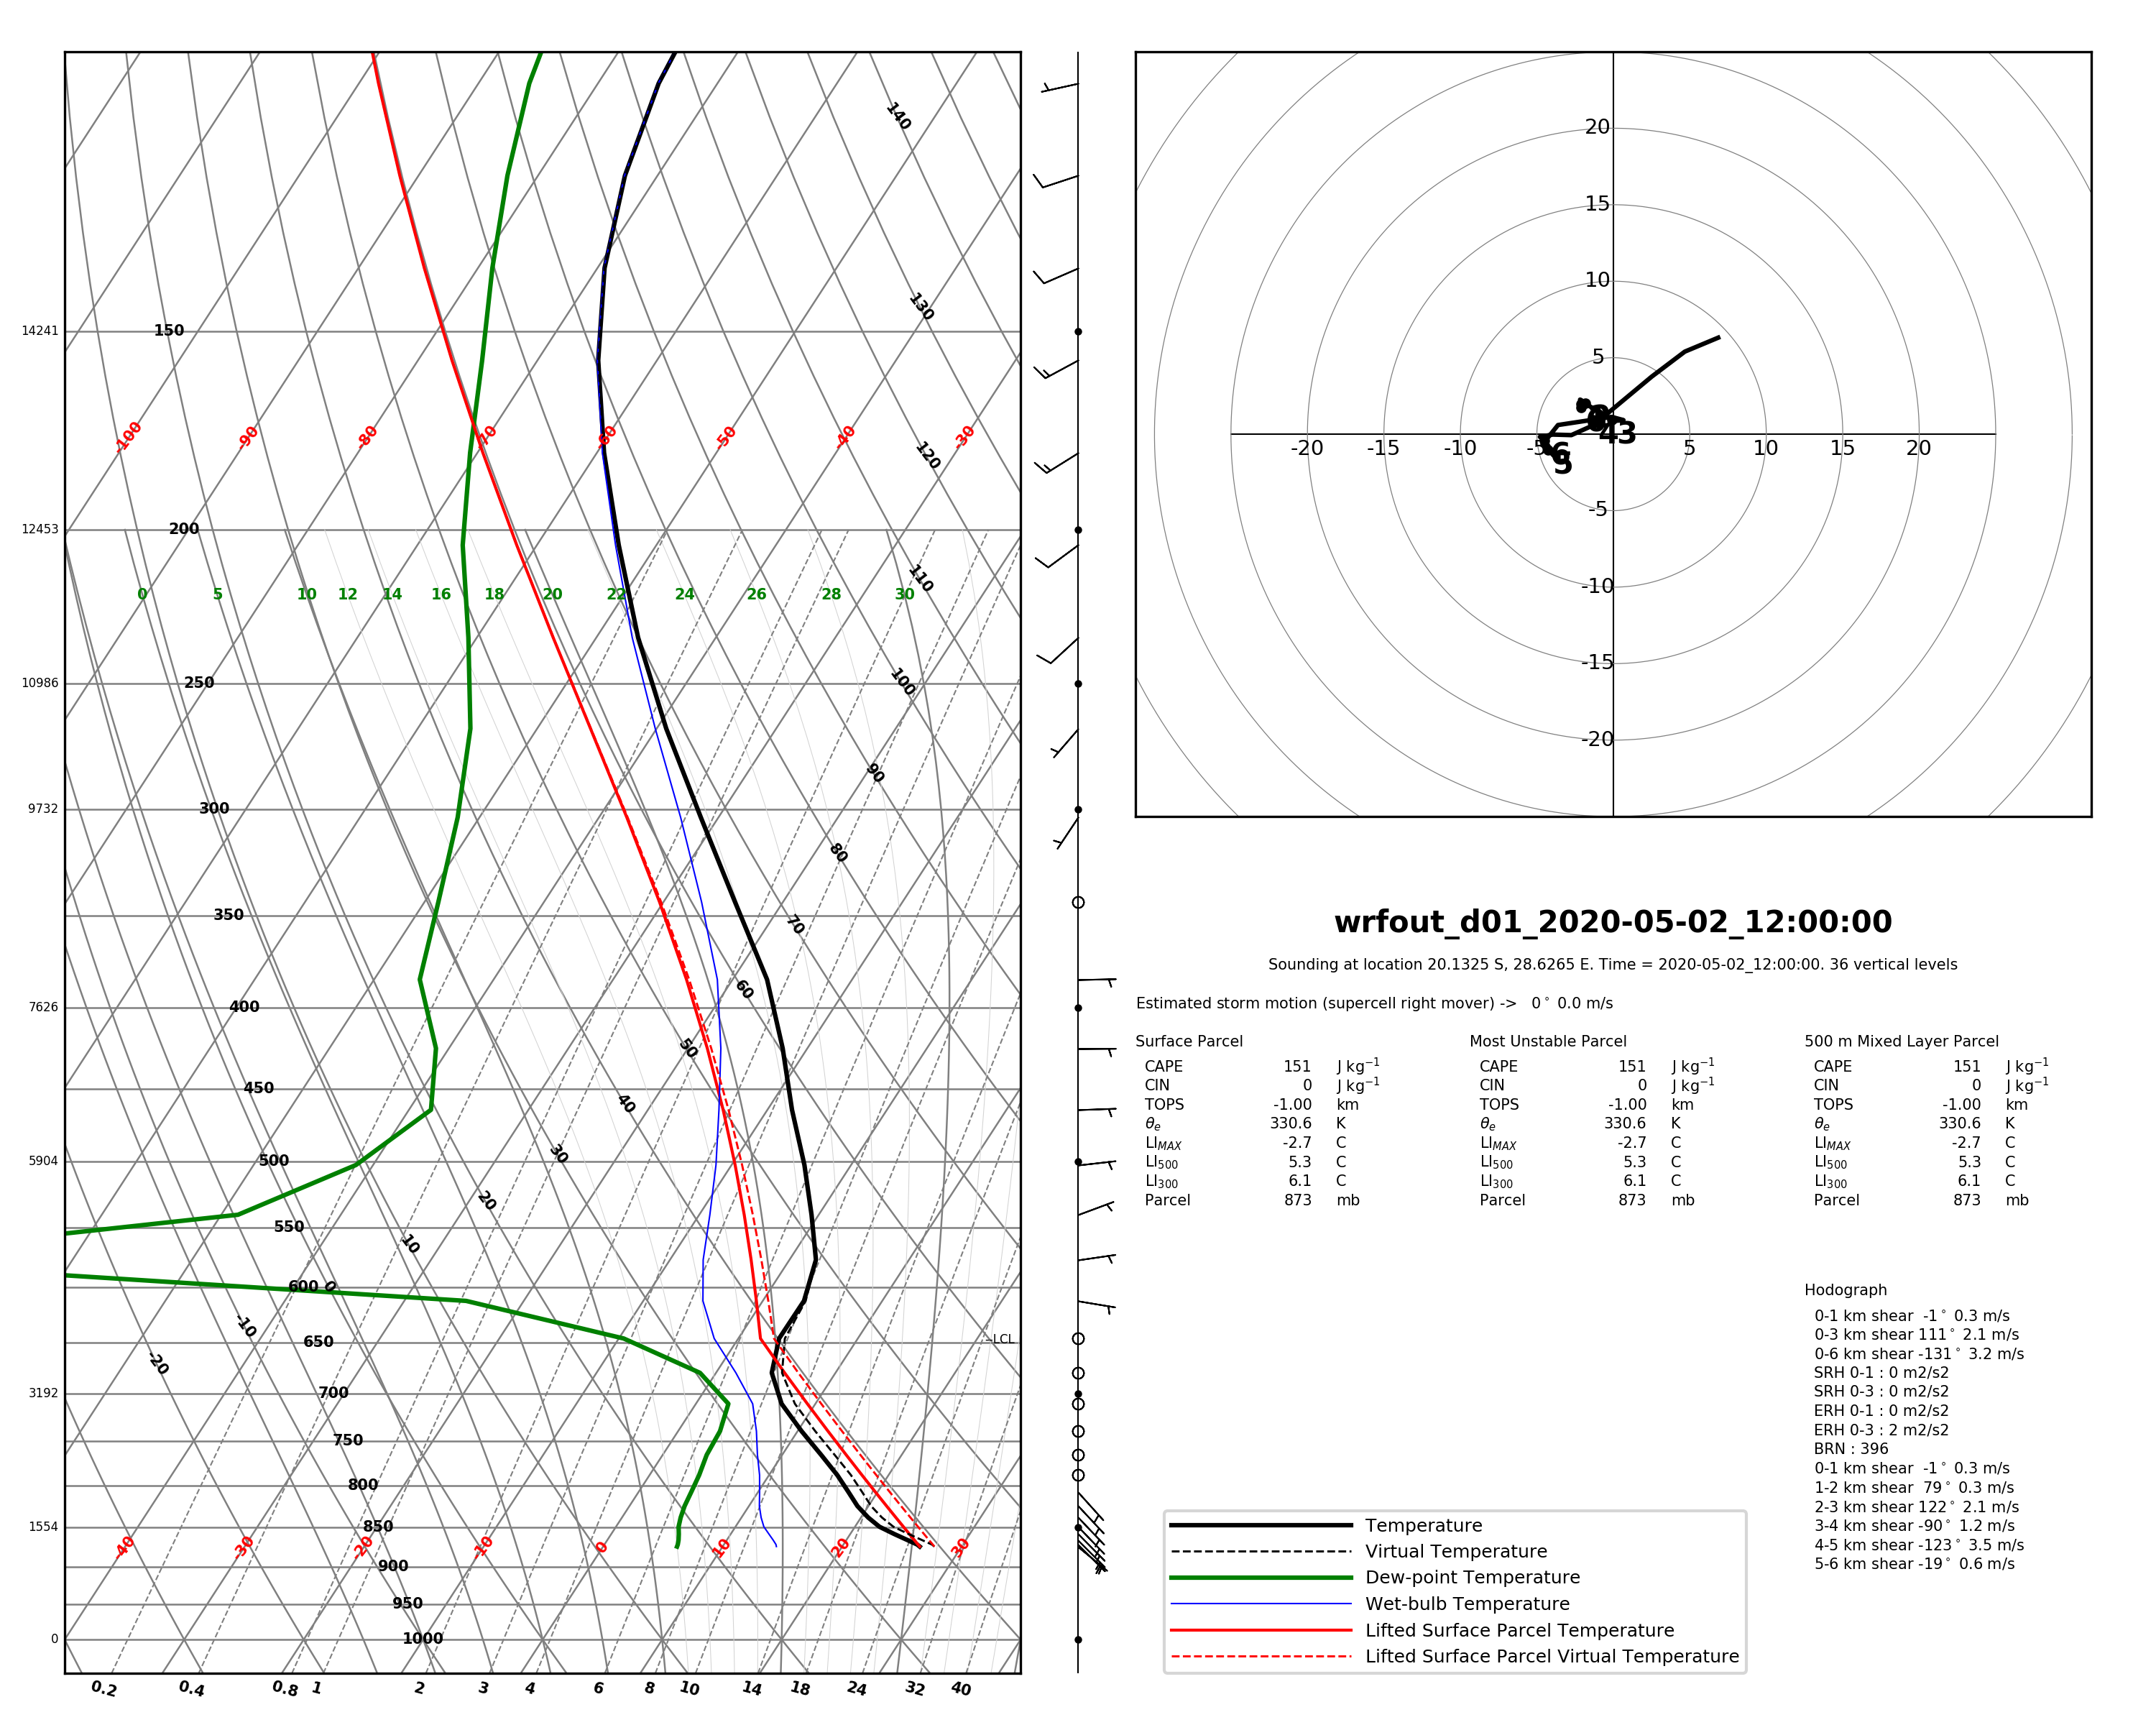 140
130
120
110
100
90
80
70
60
50
40
30
20
10
0
-10
-20
14241 150
-100 -90 -80 -70 -60 -50 -40 -30
12453 200
0 5 10 12 14 16 18 20 22 24 26 28 30
10986 250
9732 300
350
7626 400
450
5904 500
550
600
650 LCL
3192 700
750
800
1554 850
-40 -30 -20 -10 0 10 20 30
900
950
0 1000
0.2 0.4 0.8 1 2 3 4 6 8 10 14 18 24 32 40
20
15
10
5
-20 -15 -10 -5 5 10 15 20
-5
-10
-15
-20
4 3
6
5
wrfout_d01_2020-05-02_12:00:00
Sounding at location 20.1325 S, 28.6265 E. Time = 2020-05-02_12:00:00. 36 vertical levels
Estimated storm motion (supercell right mover) -> 0° 0.0 m/s
Surface Parcel Most Unstable Parcel 500 m Mixed Layer Parcel
CAPE 151 J kg⁻¹ CAPE 151 J kg⁻¹ CAPE 151 J kg⁻¹
CIN 0 J kg⁻¹ CIN 0 J kg⁻¹ CIN 0 J kg⁻¹
TOPS -1.00 km TOPS -1.00 km TOPS -1.00 km
θe 330.6 K θe 330.6 K θe 330.6 K
LIMAX -2.7 C LIMAX -2.7 C LIMAX -2.7 C
LI500 5.3 C LI500 5.3 C LI500 5.3 C
LI300 6.1 C LI300 6.1 C LI300 6.1 C
Parcel 873 mb Parcel 873 mb Parcel 873 mb
Hodograph
0-1 km shear -1° 0.3 m/s
0-3 km shear 111° 2.1 m/s
0-6 km shear -131° 3.2 m/s
SRH 0-1 : 0 m2/s2
SRH 0-3 : 0 m2/s2
ERH 0-1 : 0 m2/s2
ERH 0-3 : 2 m2/s2
BRN : 396
0-1 km shear -1° 0.3 m/s
1-2 km shear 79° 0.3 m/s
2-3 km shear 122° 2.1 m/s
3-4 km shear -90° 1.2 m/s
4-5 km shear -123° 3.5 m/s
5-6 km shear -19° 0.6 m/s
Temperature
Virtual Temperature
Dew-point Temperature
Wet-bulb Temperature
Lifted Surface Parcel Temperature
Lifted Surface Parcel Virtual Temperature